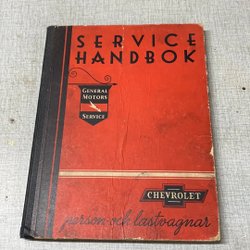 SERVICE
HANDBOK
GENERAL
MOTORS
SERVICE
CHEVROLET
person och lastvagnar